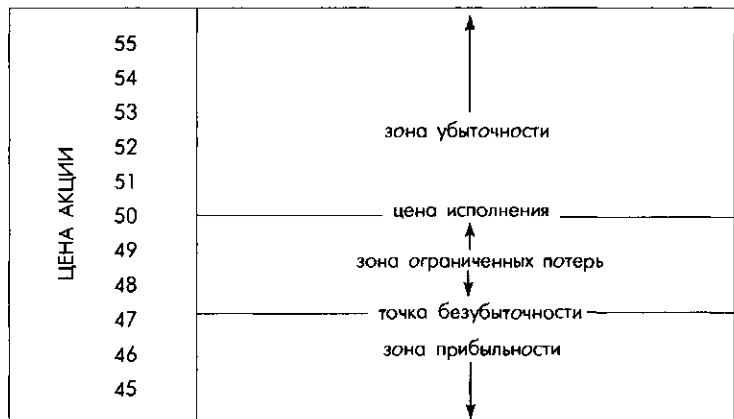 ЦЕНА АКЦИИ
55
54
53
зона убыточности
52
51
50
цена исполнения
49
зона ограниченных потерь
48
47
точка безубыточности
46
зона прибыльности
45